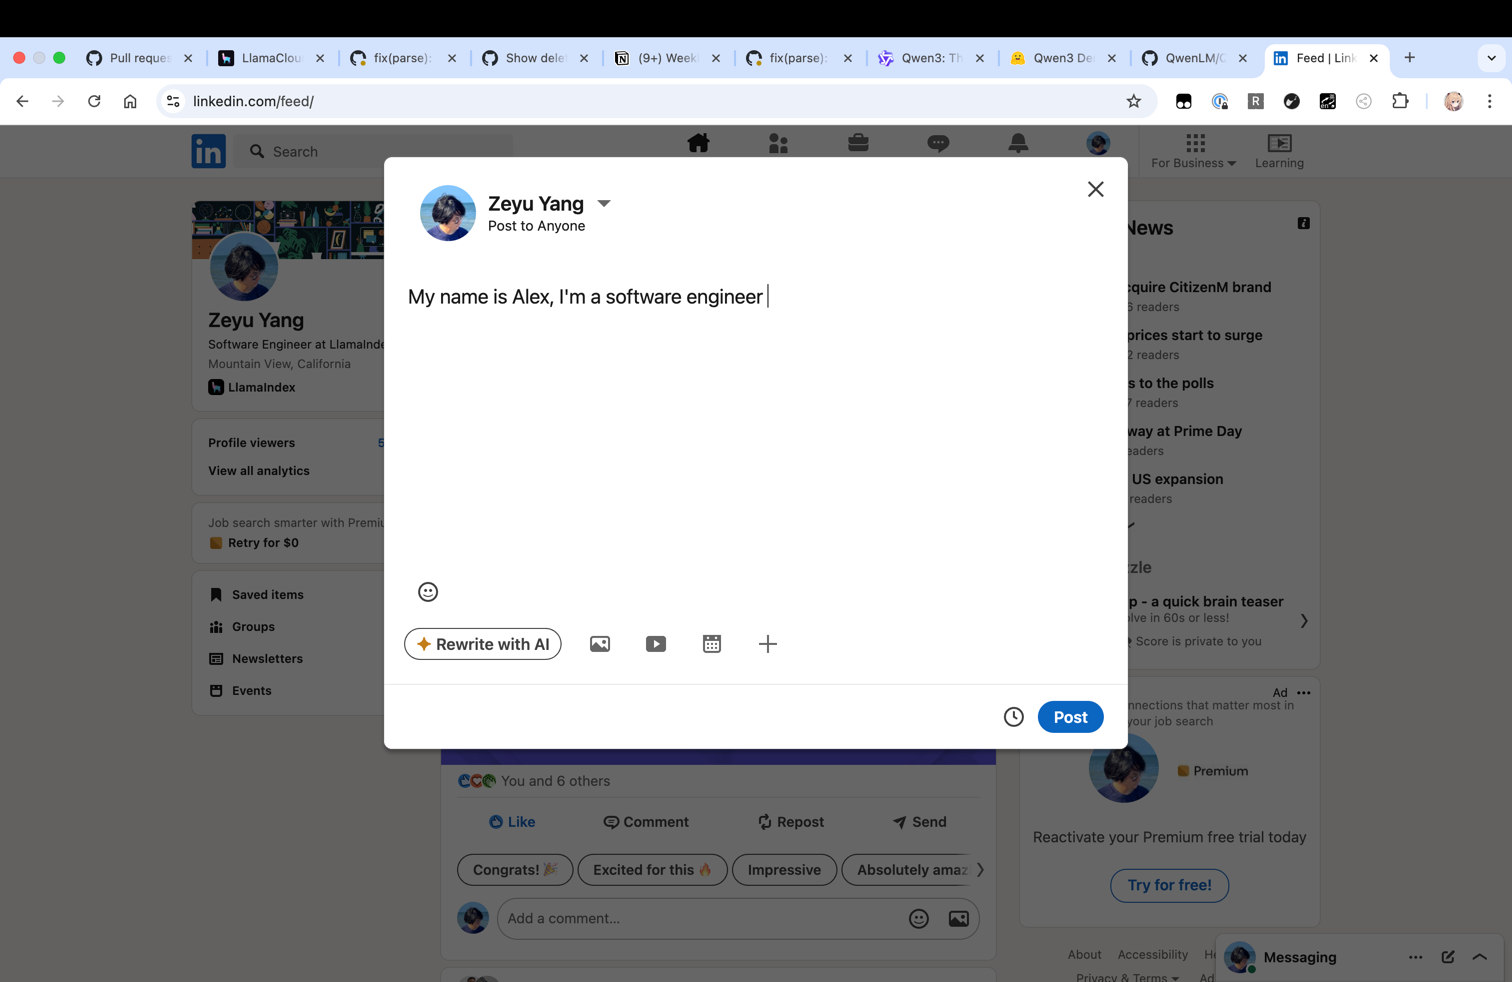 Pull reques
LlamaClou
fix(parse):
Show dele
(9+) Week
fix(parse):
Qwen3: Th
Qwen3 De
QwenLM/C
Feed | Link
linkedin.com/feed/
in
Search
For Business
Learning
Zeyu Yang
Software Engineer at LlamaInde
Mountain View, California
LlamaIndex
Profile viewers
5
View all analytics
Job search smarter with Premiu
Retry for $0
Saved items
Groups
Newsletters
Events
Zeyu Yang
Post to Anyone
My name is Alex, I'm a software engineer
Rewrite with AI
Post
You and 6 others
Like
Comment
Repost
Send
Congrats! 🎉
Excited for this 🔥
Impressive
Absolutely amaz
Add a comment...
News
cquire CitizenM brand
6 readers
prices start to surge
2 readers
s to the polls
7 readers
way at Prime Day
eaders
US expansion
readers
zle
p - a quick brain teaser
olve in 60s or less!
Score is private to you
Ad
nnections that matter most in
your job search
Premium
Reactivate your Premium free trial today
Try for free!
About
Accessibility
He
Privacy & Terms
Ad
Messaging